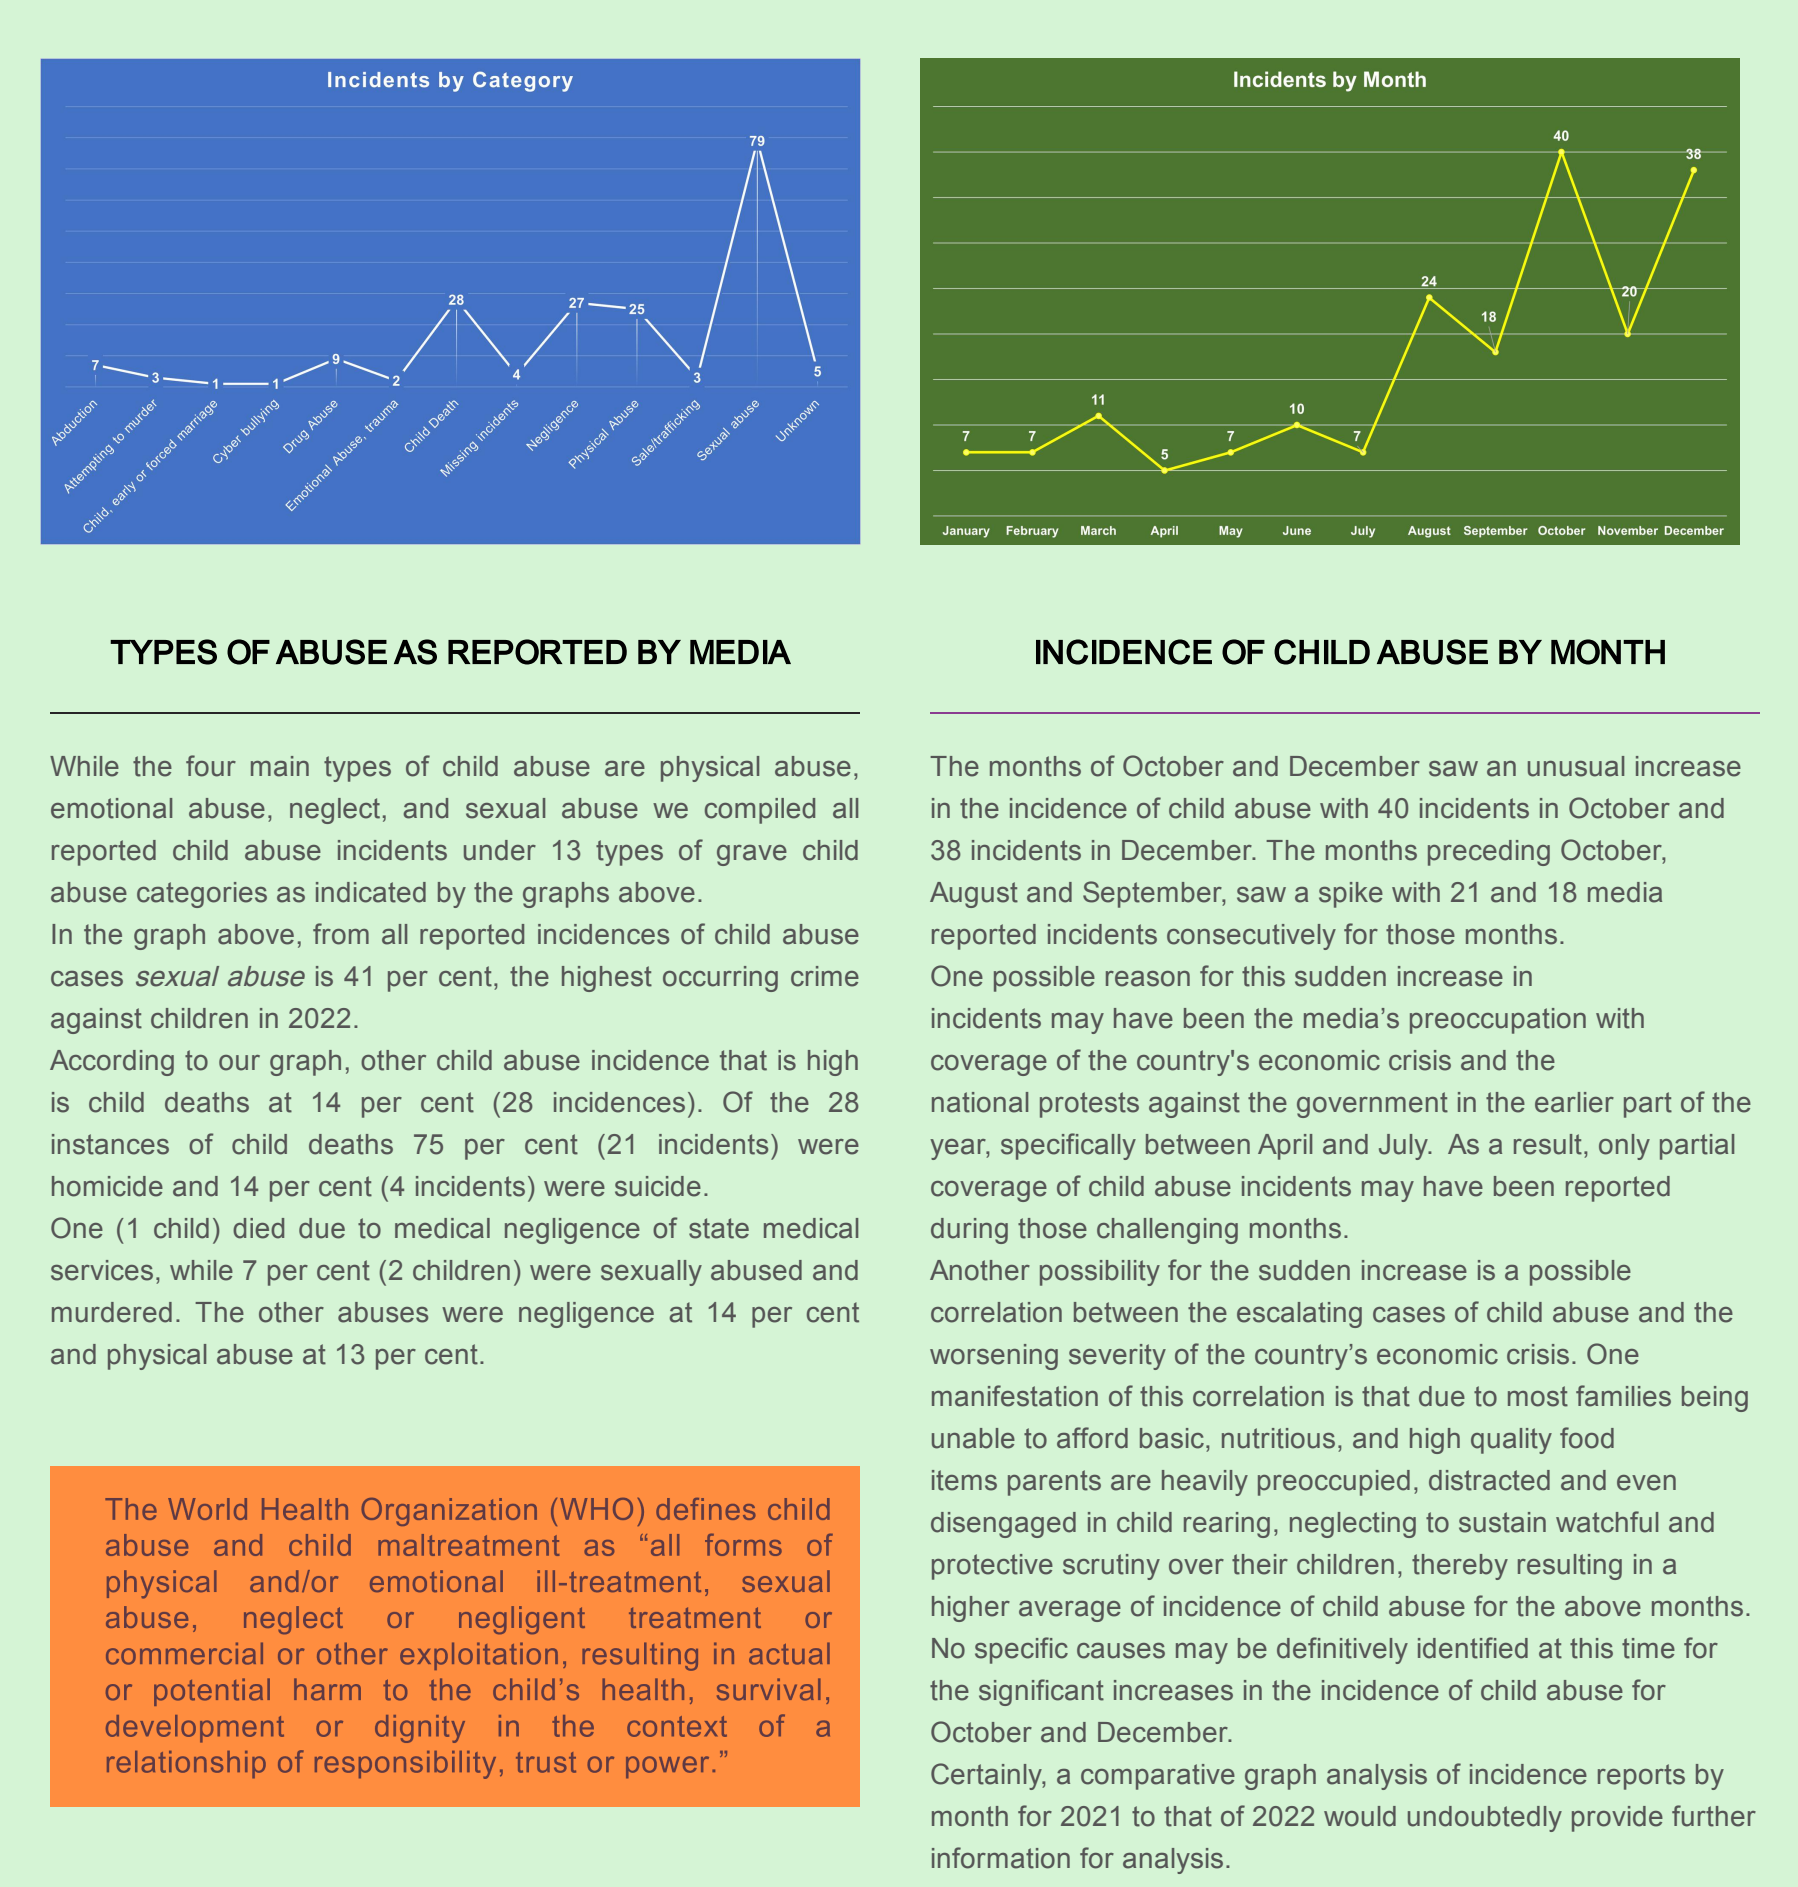 Incidents by Category
79
28
27
25
9
7
5
4
3
3
2
1
1
Abduction
Attempting to murder
Child, early or forced marriage
Cyber bullying
Drug Abuse
Emotional Abuse, trauma
Child Death
Missing incidents
Negligence
Physical Abuse
Sale/trafficking
Sexual abuse
Unknown
Incidents by Month
40
38
24
20
18
11
10
7
7
7
7
5
January February March April May June July August September October November December
TYPES OF ABUSE AS REPORTED BY MEDIA
While the four main types of child abuse are physical abuse,
emotional abuse, neglect, and sexual abuse we compiled all
reported child abuse incidents under 13 types of grave child
abuse categories as indicated by the graphs above.
In the graph above, from all reported incidences of child abuse
cases sexual abuse is 41 per cent, the highest occurring crime
against children in 2022.
According to our graph, other child abuse incidence that is high
is child deaths at 14 per cent (28 incidences). Of the 28
instances of child deaths 75 per cent (21 incidents) were
homicide and 14 per cent (4 incidents) were suicide.
One (1 child) died due to medical negligence of state medical
services, while 7 per cent (2 children) were sexually abused and
murdered. The other abuses were negligence at 14 per cent
and physical abuse at 13 per cent.
The World Health Organization (WHO) defines child
abuse and child maltreatment as “all forms of
physical and/or emotional ill-treatment, sexual
abuse, neglect or negligent treatment or
commercial or other exploitation, resulting in actual
or potential harm to the child’s health, survival,
development or dignity in the context of a
relationship of responsibility, trust or power.”
INCIDENCE OF CHILD ABUSE BY MONTH
The months of October and December saw an unusual increase
in the incidence of child abuse with 40 incidents in October and
38 incidents in December. The months preceding October,
August and September, saw a spike with 21 and 18 media
reported incidents consecutively for those months.
One possible reason for this sudden increase in
incidents may have been the media’s preoccupation with
coverage of the country's economic crisis and the
national protests against the government in the earlier part of the
year, specifically between April and July. As a result, only partial
coverage of child abuse incidents may have been reported
during those challenging months.
Another possibility for the sudden increase is a possible
correlation between the escalating cases of child abuse and the
worsening severity of the country’s economic crisis. One
manifestation of this correlation is that due to most families being
unable to afford basic, nutritious, and high quality food
items parents are heavily preoccupied, distracted and even
disengaged in child rearing, neglecting to sustain watchful and
protective scrutiny over their children, thereby resulting in a
higher average of incidence of child abuse for the above months.
No specific causes may be definitively identified at this time for
the significant increases in the incidence of child abuse for
October and December.
Certainly, a comparative graph analysis of incidence reports by
month for 2021 to that of 2022 would undoubtedly provide further
information for analysis.